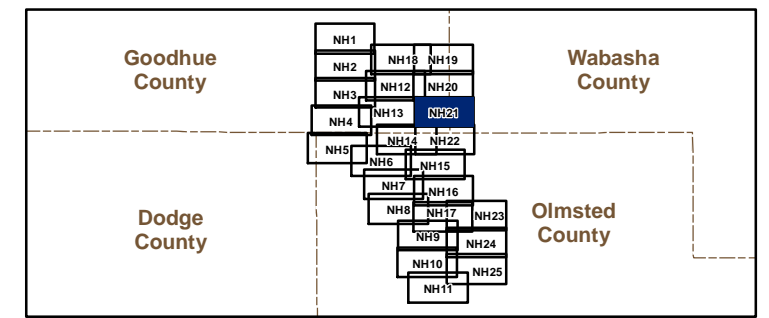 NH1
Goodhue
County
NH18
NH19
Wabasha
County
NH2
NH12
NH20
NH3
NH13
NH21
NH4
NH14
NH22
NH5
NH6
NH15
NH7
NH16
Dodge
County
NH8
NH17
NH23
Olmsted
County
NH9
NH24
NH10
NH25
NH11